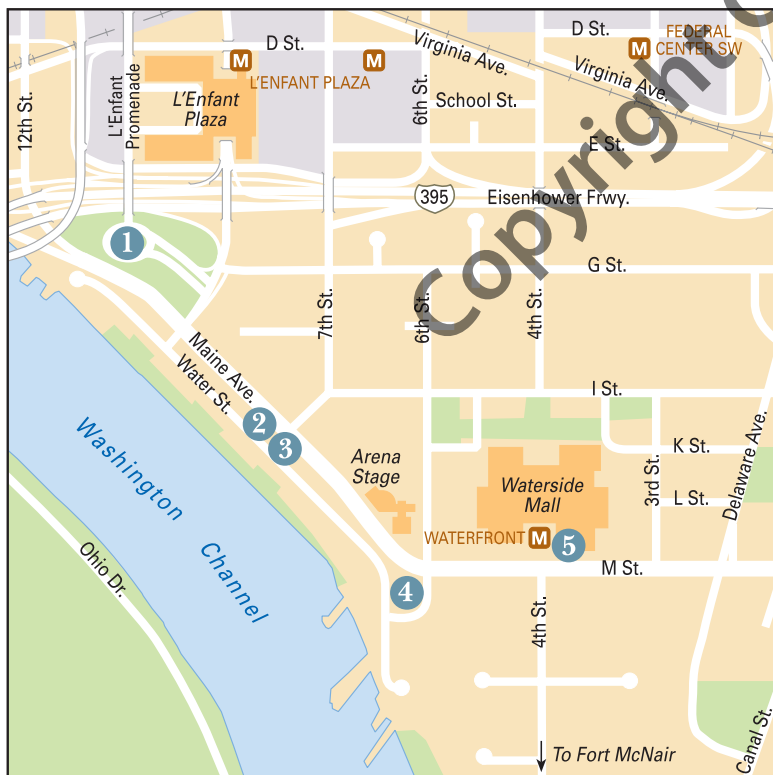 D St.
M
M
L'ENFANT PLAZA
Virginia Ave.
D St.
M
FEDERAL
CENTER SW
Virginia Ave.
12th St.
L'Enfant
Promenade
L'Enfant
Plaza
6th St.
School St.
E St.
395
Eisenhower Frwy.
1
G St.
7th St.
6th St.
4th St.
Copyright
Maine Ave.
Water St.
I St.
2
3
Arena
Stage
Waterside
Mall
K St.
3rd St.
L St.
Delaware Ave.
WATERFRONT
M
5
M St.
Washington
Channel
Ohio Dr.
4
4th St.
To Fort McNair
Canal St.